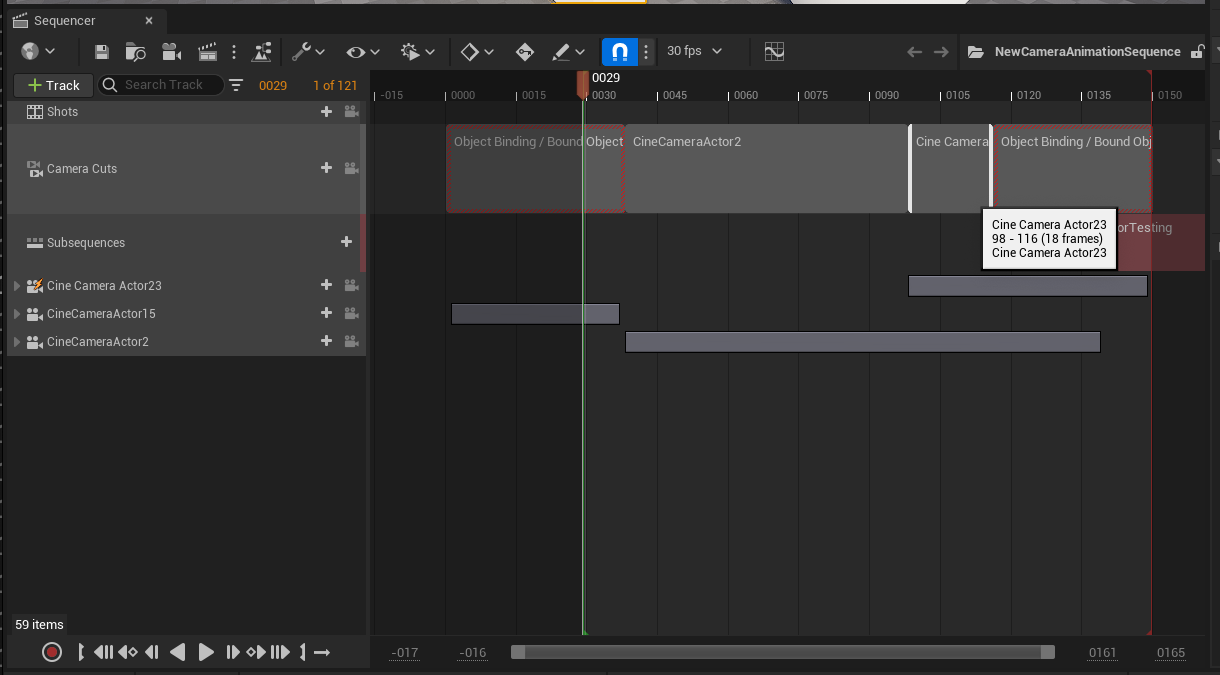 Sequencer
30 fps
NewCameraAnimationSequence
Track
Search Track
0029
1 of 121
0029
-015
0000
0015
0030
0045
0060
0075
0090
0105
0120
0135
0150
Shots
Camera Cuts
Object Binding / Bound Object
CineCameraActor2
Cine Camera
Object Binding / Bound Obj
Subsequences
orTesting
Cine Camera Actor23
98 - 116 (18 frames)
Cine Camera Actor23
Cine Camera Actor23
CineCameraActor15
CineCameraActor2
59 items
-017
-016
0161
0165